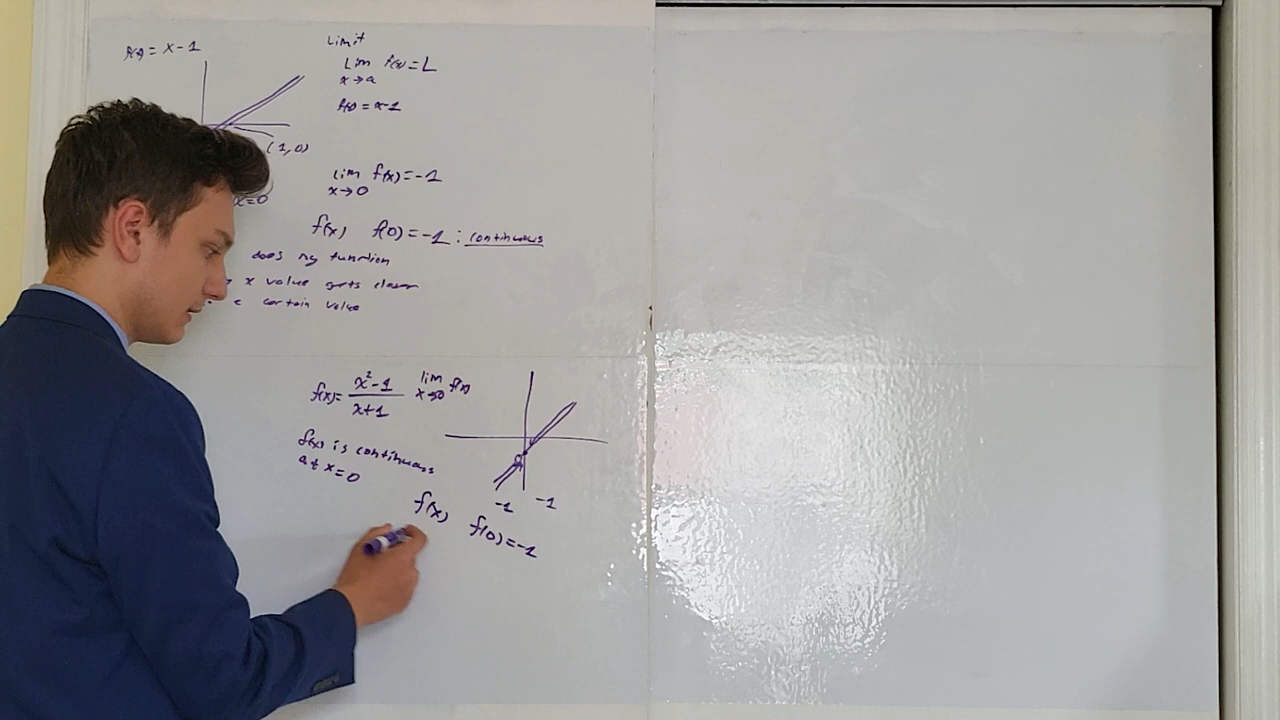 f(x) = x - 1
Limit
Lim f(x) = L
x → a
f(x) = x - 1
(1, 0)
x = 0
Lim f(x) = -1
x → 0
f(x) f(0) = -1 : continuous
does my function
x value gets closer
certain value
f(x) = x² - 1 / x + 1
lim f(x)
x → 0
f(x) is continuous
at x = 0
-1 -1
f(x) f(0) = -1